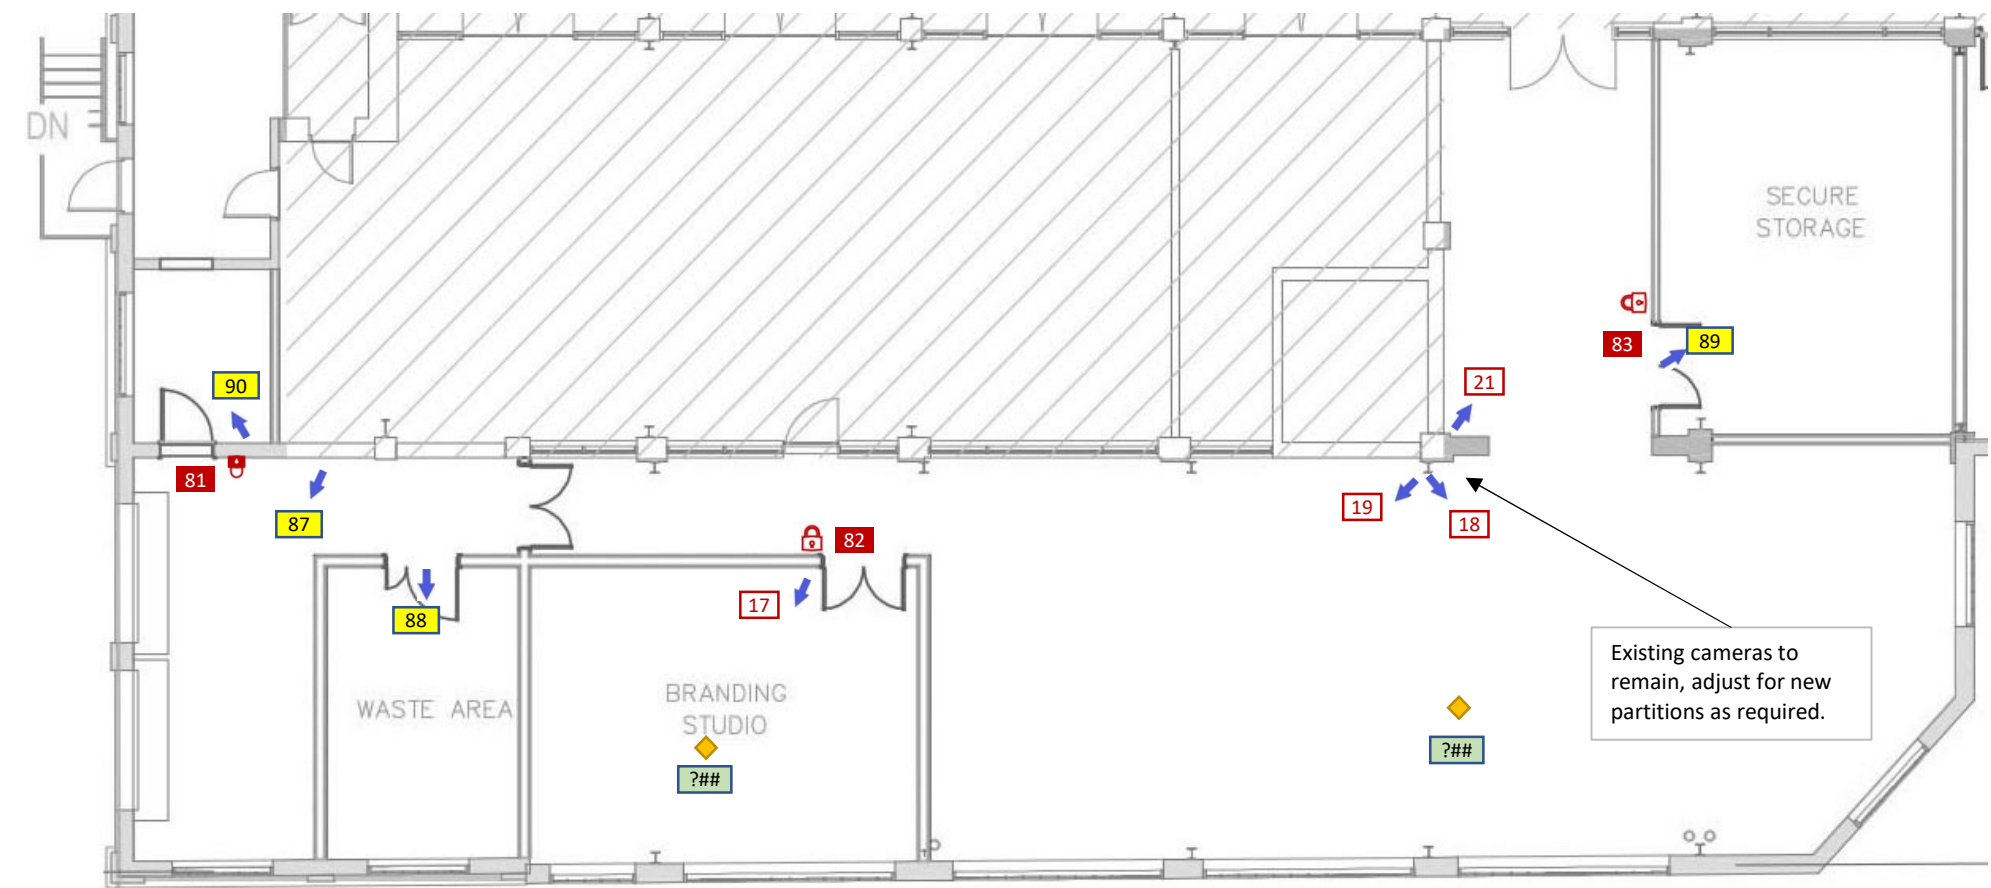 DN
SECURE
STORAGE
83
89
90
21
81
87
19
18
82
17
88
Existing cameras to
remain, adjust for new
partitions as required.
WASTE AREA
BRANDING
STUDIO
?##
?##